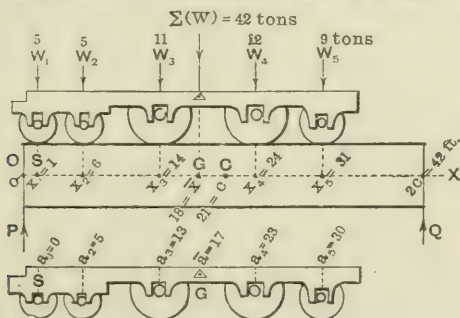 Σ(W) = 42 tons
5 5 11 12 9 tons
W₁ W₂ W₃ W₄ W₅
G
O S G C
o x₁=1 x₂=6 x₃=14 x̄ c x₄=24 x₅=31 2C=42 ft. X
18= 21=
P Q
a₁=0 a₂=5 a₃=13 ā=17 a₄=23 a₅=30
S G